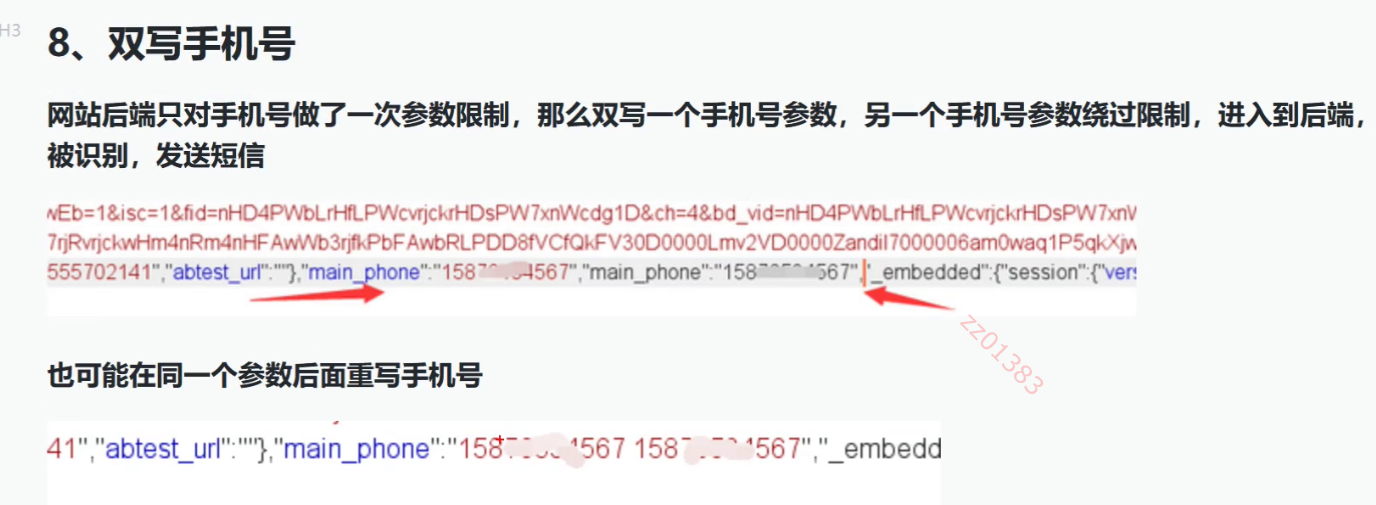 H3
8、双写手机号
网站后端只对手机号做了一次参数限制，那么双写一个手机号参数，另一个手机号参数绕过限制，进入到后端，
被识别，发送短信
wEb=1&isc=1&fid=nHD4PWbLrHfLPWcvrjckrHDsPW7xnWcdg1D&ch=4&bd_vid=nHD4PWbLrHfLPWcvrjckrHDsPW7xnW
7rjRvrjckwHm4nRm4nHFAwWb3rjfkPbFAwbRLPDD8fVCfQkFV30D0000Lmv2VD0000Zandil7000006am0waq1P5qkXjw
555702141","abtest_url":""},"main_phone":"158 4567","main_phone":"158 567","_embedded":{"session":{"vers
zz01383
也可能在同一个参数后面重写手机号
41","abtest_url":""},"main_phone":"158 4567 158 567","_embedd